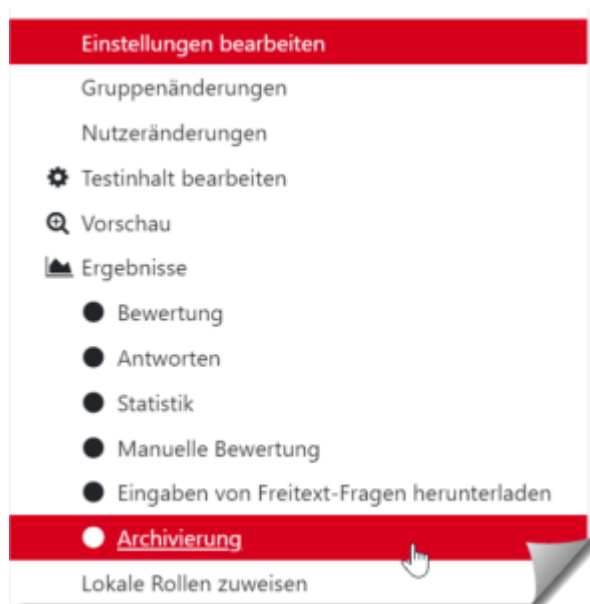 Einstellungen bearbeiten
Gruppenänderungen
Nutzeränderungen
Testinhalt bearbeiten
Vorschau
Ergebnisse
Bewertung
Antworten
Statistik
Manuelle Bewertung
Eingaben von Freitext-Fragen herunterladen
Archivierung
Lokale Rollen zuweisen